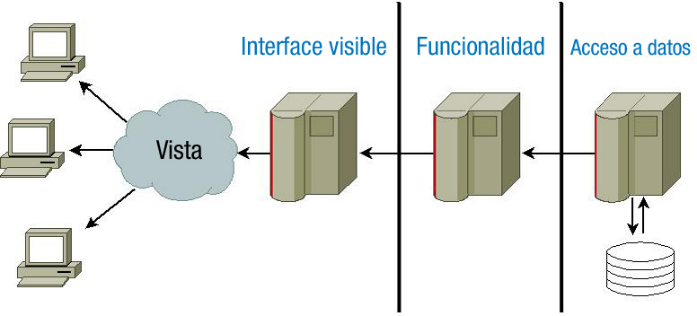 Interface visible
Funcionalidad
Acceso a datos
Vista